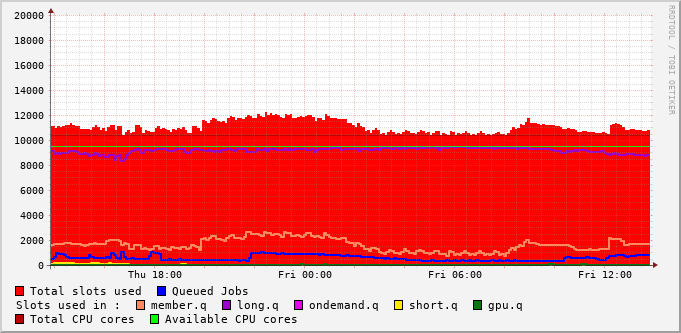 RRDTOOL / TOBI OETIKER
20000
18000
16000
14000
12000
10000
8000
6000
4000
2000
0
Thu 18:00 Fri 00:00 Fri 06:00 Fri 12:00
Total slots used Queued Jobs
Slots used in : member.q long.q ondemand.q short.q gpu.q
Total CPU cores Available CPU cores